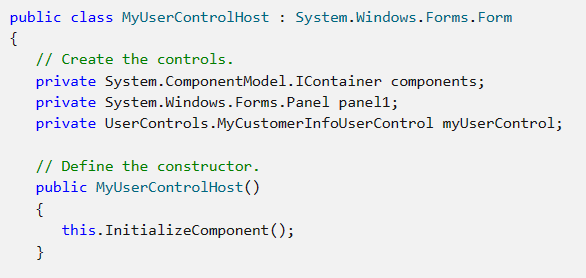 public class MyUserControlHost : System.Windows.Forms.Form
{
   // Create the controls.
   private System.ComponentModel.IContainer components;
   private System.Windows.Forms.Panel panel1;
   private UserControls.MyCustomerInfoUserControl myUserControl;

   // Define the constructor.
   public MyUserControlHost()
   {
      this.InitializeComponent();
   }